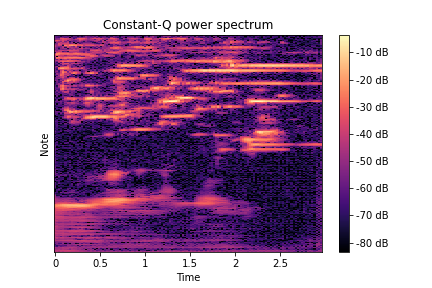 Constant-Q power spectrum
Note
-10 dB
-20 dB
-30 dB
-40 dB
-50 dB
-60 dB
-70 dB
-80 dB
0 0.5 1 1.5 2 2.5
Time